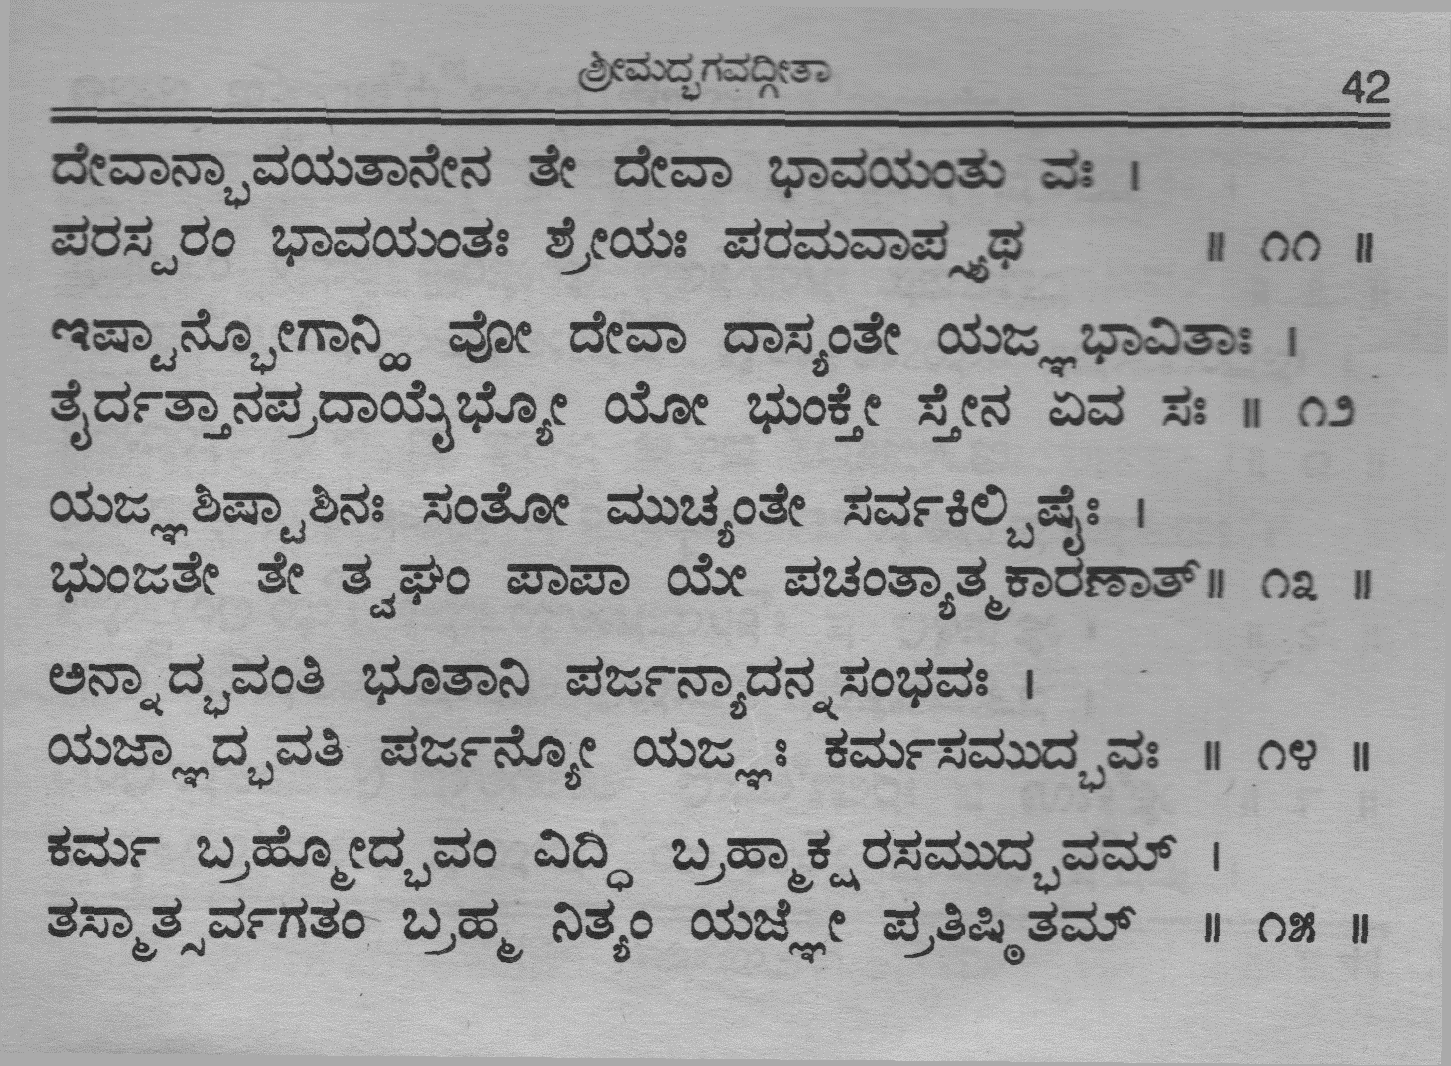 ಶ್ರೀಮದ್ಭಗವದ್ಗೀತಾ
42
ದೇವಾನ್ಭಾವಯತಾನೇನ ತೇ ದೇವಾ ಭಾವಯಂತು ವಃ ।
ಪರಸ್ಪರಂ ಭಾವಯಂತಃ ಶ್ರೇಯಃ ಪರಮವಾಪ್ಸ್ಯಥ ॥ ೧೧ ॥
ಇಷ್ಟಾನ್ಭೋಗಾನ್ಹಿ ವೋ ದೇವಾ ದಾಸ್ಯಂತೇ ಯಜ್ಞಭಾವಿತಾಃ ।
ತೈರ್ದತ್ತಾನಪ್ರದಾಯೈಭ್ಯೋ ಯೋ ಭುಂಕ್ತೇ ಸ್ತೇನ ಏವ ಸಃ ॥ ೧೨
ಯಜ್ಞಶಿಷ್ಟಾಶಿನಃ ಸಂತೋ ಮುಚ್ಯಂತೇ ಸರ್ವಕಿಲ್ಬಿಷೈಃ ।
ಭುಂಜತೇ ತೇ ತ್ವಘಂ ಪಾಪಾ ಯೇ ಪಚಂತ್ಯಾತ್ಮಕಾರಣಾತ್ ॥ ೧೩ ॥
ಅನ್ನಾದ್ಭವಂತಿ ಭೂತಾನಿ ಪರ್ಜನ್ಯಾದನ್ನಸಂಭವಃ ।
ಯಜ್ಞಾದ್ಭವತಿ ಪರ್ಜನ್ಯೋ ಯಜ್ಞಃ ಕರ್ಮಸಮುದ್ಭವಃ ॥ ೧೪ ॥
ಕರ್ಮ ಬ್ರಹ್ಮೋದ್ಭವಂ ವಿದ್ಧಿ ಬ್ರಹ್ಮಾಕ್ಷರಸಮುದ್ಭವಮ್ ।
ತಸ್ಮಾತ್ಸರ್ವಗತಂ ಬ್ರಹ್ಮ ನಿತ್ಯಂ ಯಜ್ಞೇ ಪ್ರತಿಷ್ಠಿತಮ್ ॥ ೧೫ ॥